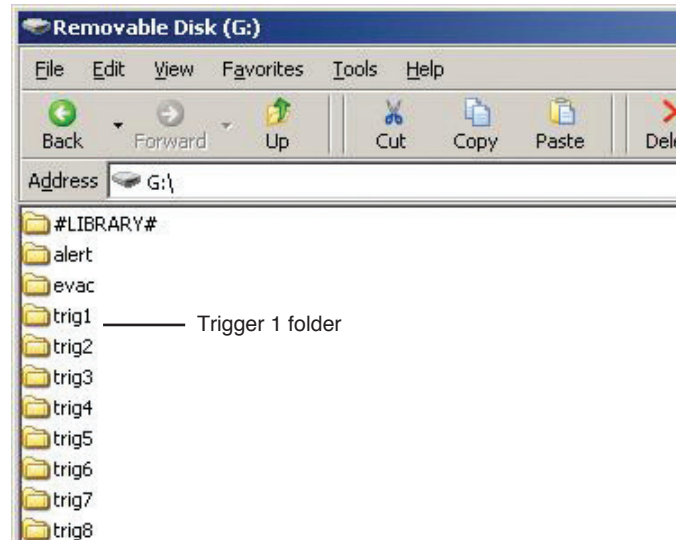 Removable Disk (G:)
File Edit View Favorites Tools Help
Back Forward Up Cut Copy Paste
Address G:\
#LIBRARY#
alert
evac
trig1 Trigger 1 folder
trig2
trig3
trig4
trig5
trig6
trig7
trig8